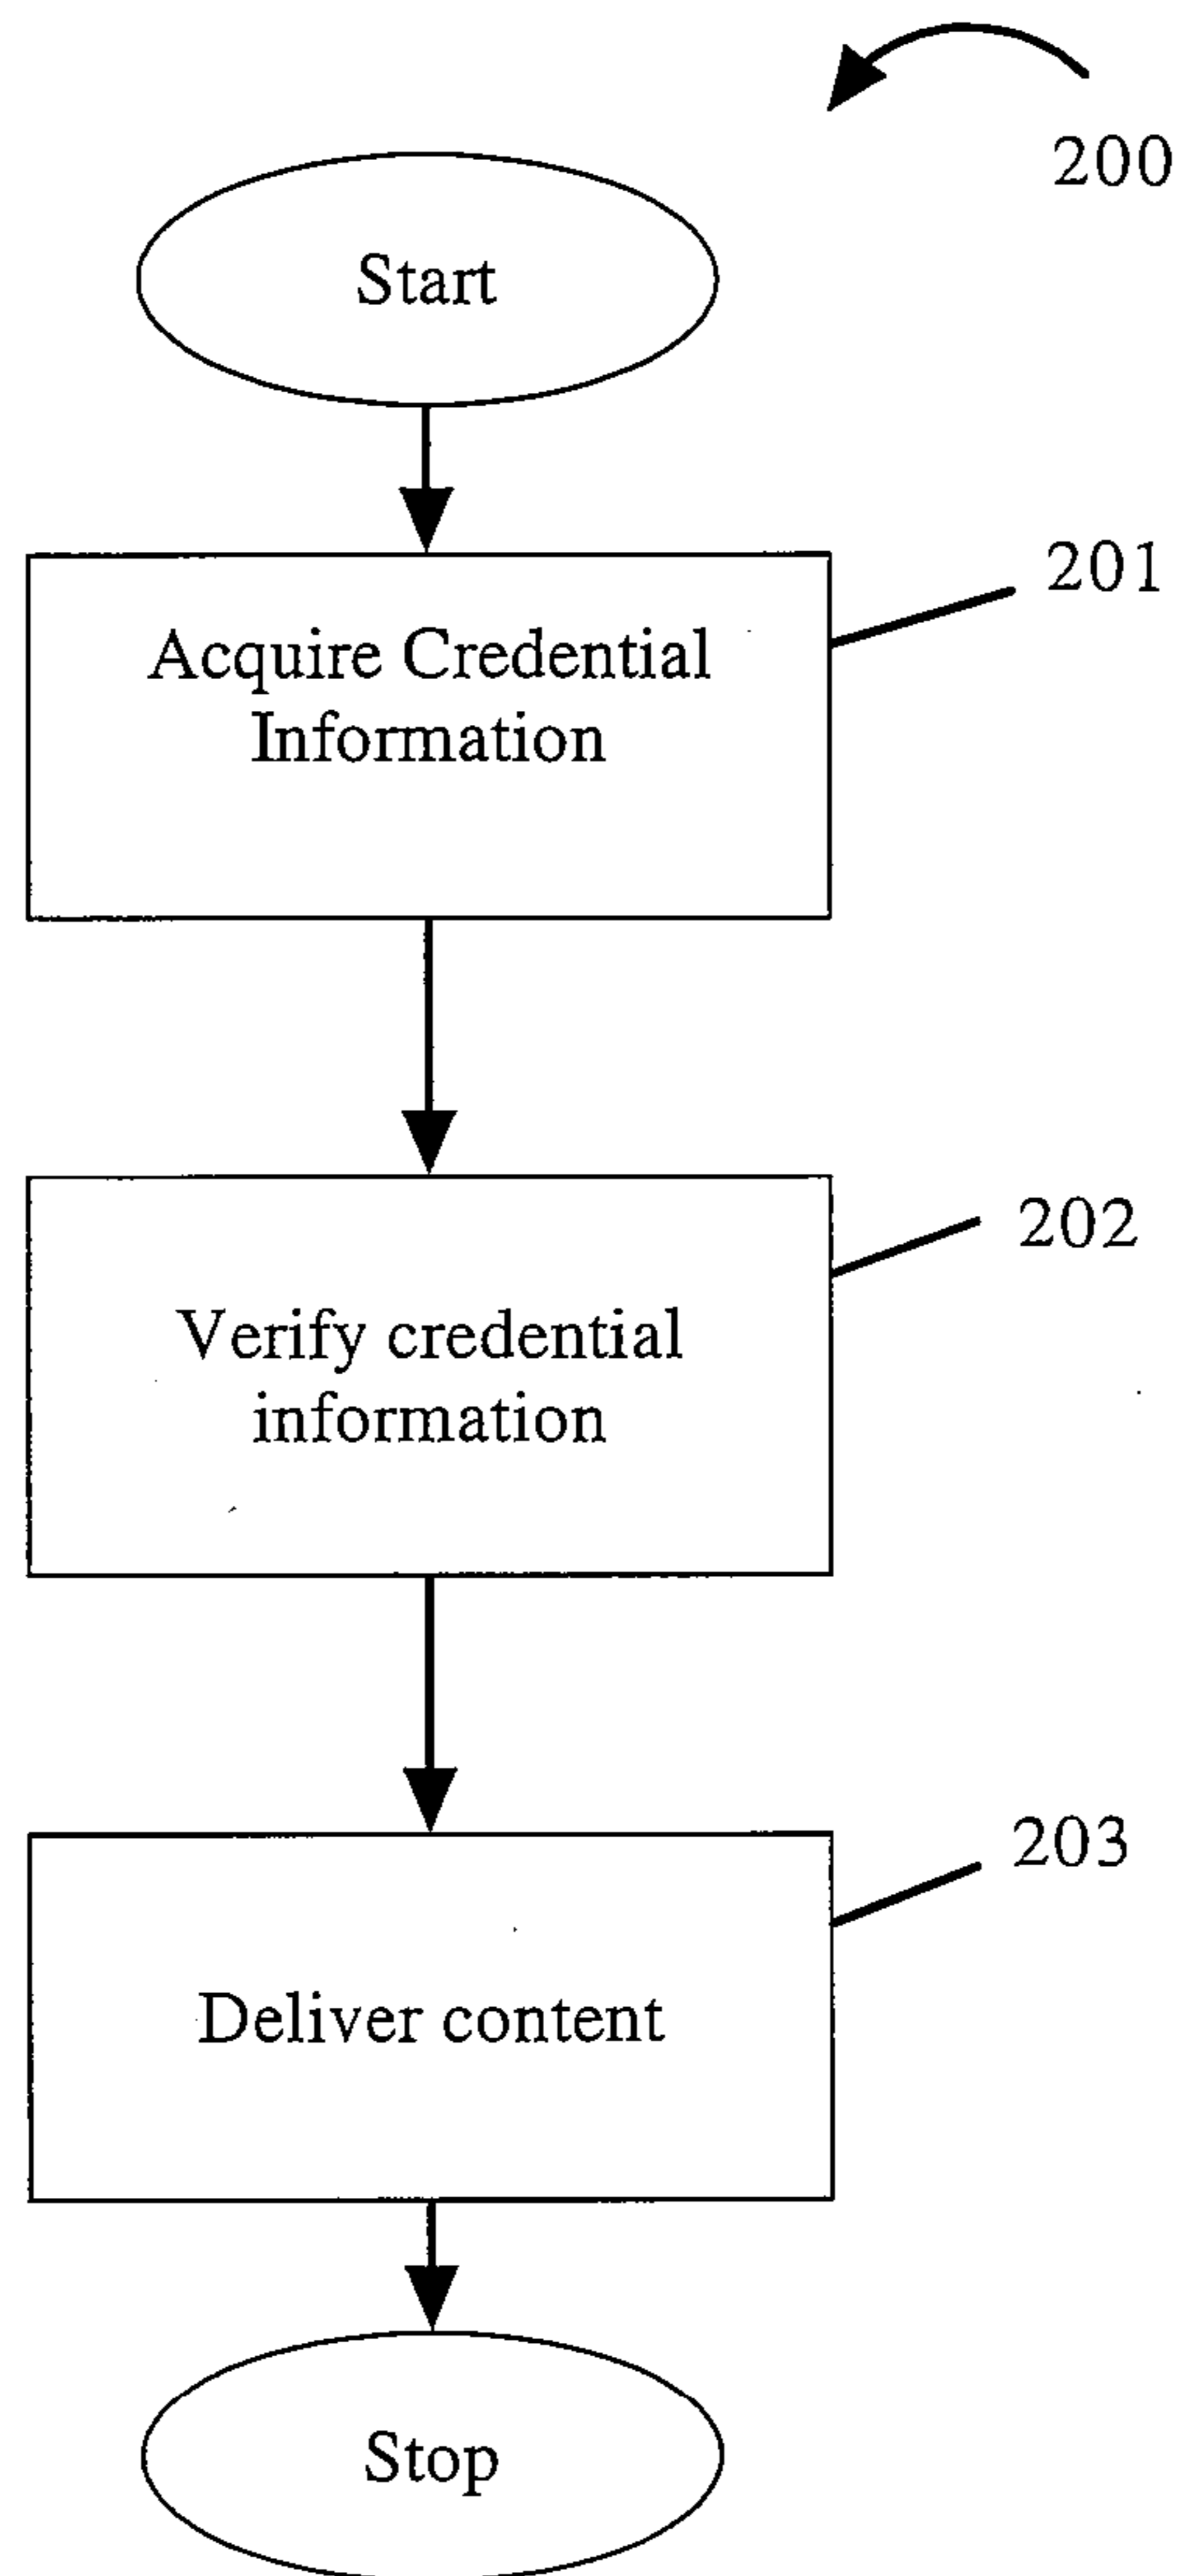 200
Start
201
Acquire Credential
Information
202
Verify credential
information
203
Deliver content
Stop